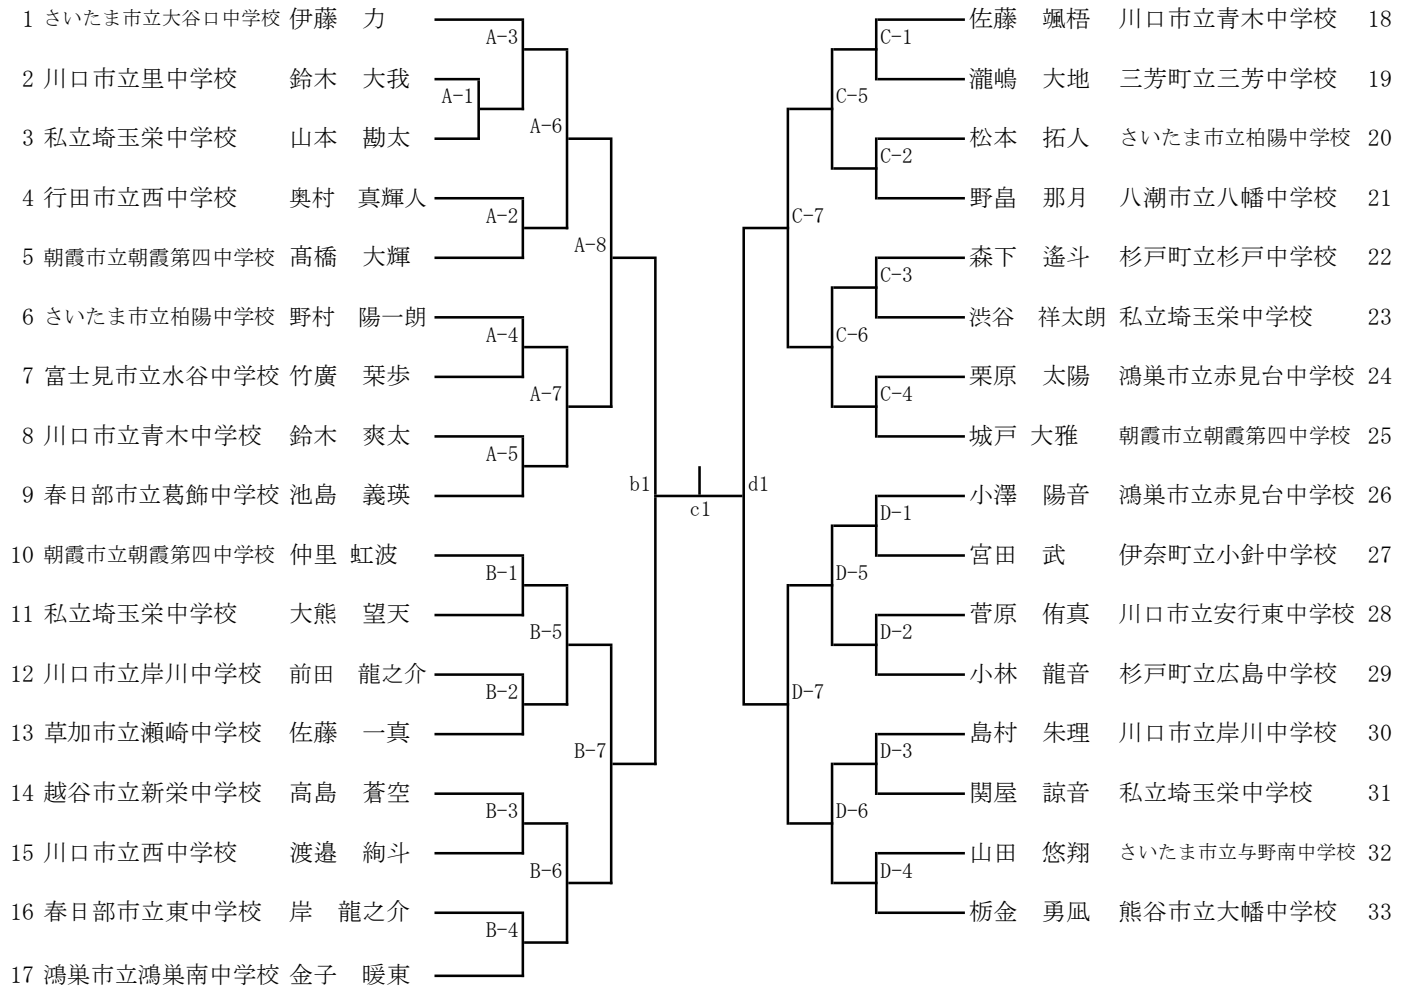 1 さいたま市立大谷口中学校 伊藤　力
2 川口市立里中学校 鈴木　大我
3 私立埼玉栄中学校 山本　勘太
4 行田市立西中学校 奥村　真輝人
5 朝霞市立朝霞第四中学校 髙橋　大輝
6 さいたま市立柏陽中学校 野村　陽一朗
7 富士見市立水谷中学校 竹廣　栞歩
8 川口市立青木中学校 鈴木　爽太
9 春日部市立葛飾中学校 池島　義瑛
10 朝霞市立朝霞第四中学校 仲里 虹波
11 私立埼玉栄中学校 大熊　望天
12 川口市立岸川中学校 前田　龍之介
13 草加市立瀬崎中学校 佐藤　一真
14 越谷市立新栄中学校 高島　蒼空
15 川口市立西中学校 渡邉　絢斗
16 春日部市立東中学校 岸　龍之介
17 鴻巣市立鴻巣南中学校 金子　暖東
A-3
A-1
A-6
A-2
A-8
A-4
A-7
A-5
B-1
B-5
B-2
B-7
B-3
B-6
B-4
b1
c1
d1
C-1
C-5
C-2
C-7
C-3
C-6
C-4
D-1
D-5
D-2
D-7
D-3
D-6
D-4
佐藤　颯梧 川口市立青木中学校 18
瀧嶋　大地 三芳町立三芳中学校 19
松本　拓人 さいたま市立柏陽中学校 20
野畠　那月 八潮市立八幡中学校 21
森下　遙斗 杉戸町立杉戸中学校 22
渋谷　祥太朗 私立埼玉栄中学校 23
栗原　太陽 鴻巣市立赤見台中学校 24
城戸 大雅 朝霞市立朝霞第四中学校 25
小澤　陽音 鴻巣市立赤見台中学校 26
宮田　武 伊奈町立小針中学校 27
菅原　侑真 川口市立安行東中学校 28
小林　龍音 杉戸町立広島中学校 29
島村　朱理 川口市立岸川中学校 30
関屋　諒音 私立埼玉栄中学校 31
山田　悠翔 さいたま市立与野南中学校 32
栃金　勇凪 熊谷市立大幡中学校 33